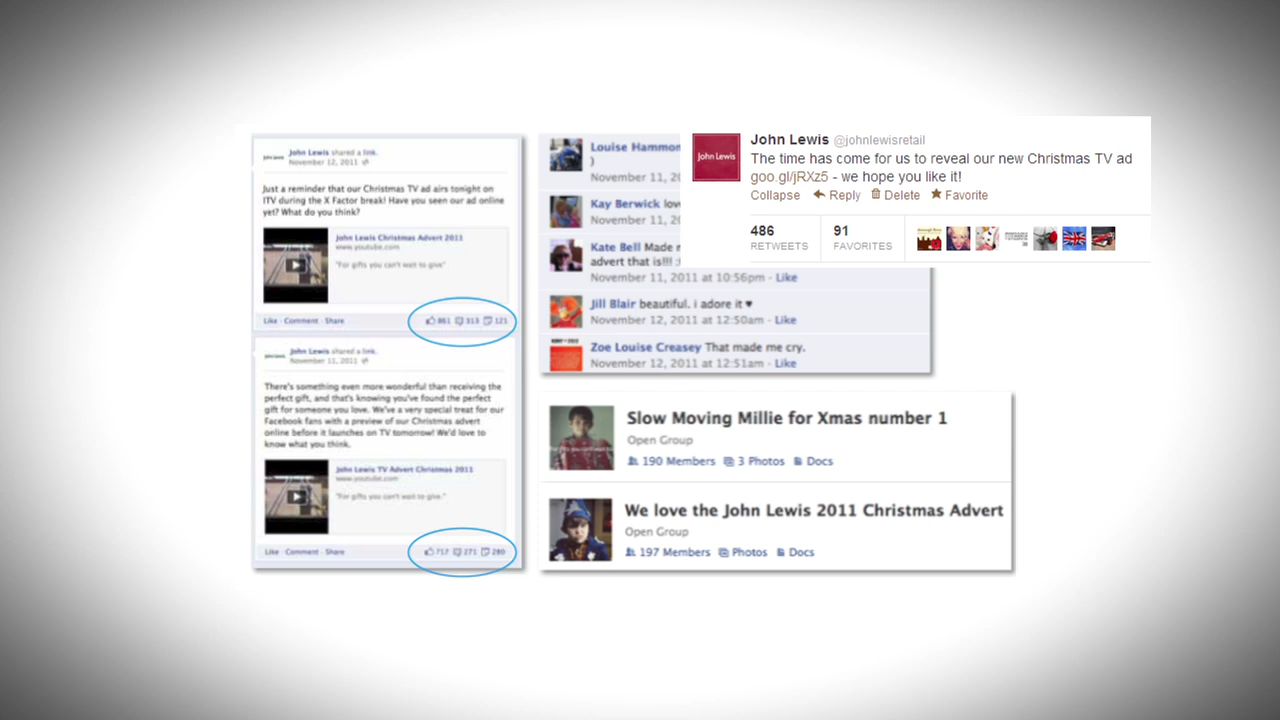 John Lewis shared a link.
November 12, 2011
Just a reminder that our Christmas TV ad airs tonight on
ITV during the X Factor break! Have you seen our ad online
yet? What do you think?
John Lewis Christmas Advert 2011
www.youtube.com
"For gifts you can't wait to give"
Like · Comment · Share
861 313 121
John Lewis shared a link.
November 11, 2011
There's something even more wonderful than receiving the
perfect gift, and that's knowing you've found the perfect
gift for someone you love. We've a very special treat for our
Facebook fans with a preview of our Christmas advert
online before it launches on TV tomorrow! We'd love to
know what you think.
John Lewis TV Advert Christmas 2011
www.youtube.com
"For gifts you can't wait to give."
Like · Comment · Share
717 271 280
Louise Hammon
)
November 11, 20
Kay Berwick lov
November 11, 20
Kate Bell Made
advert that is!!! :
November 11, 2011 at 10:56pm · Like
Jill Blair beautiful. i adore it ♥
November 12, 2011 at 12:50am · Like
Zoe Louise Creasey That made me cry.
November 12, 2011 at 12:51am · Like
John Lewis
John Lewis @johnlewisretail
The time has come for us to reveal our new Christmas TV ad
goo.gl/jRXz5 - we hope you like it!
Collapse Reply Delete Favorite
486 91
RETWEETS FAVORITES
Slow Moving Millie for Xmas number 1
Open Group
190 Members 3 Photos Docs
We love the John Lewis 2011 Christmas Advert
Open Group
197 Members Photos Docs